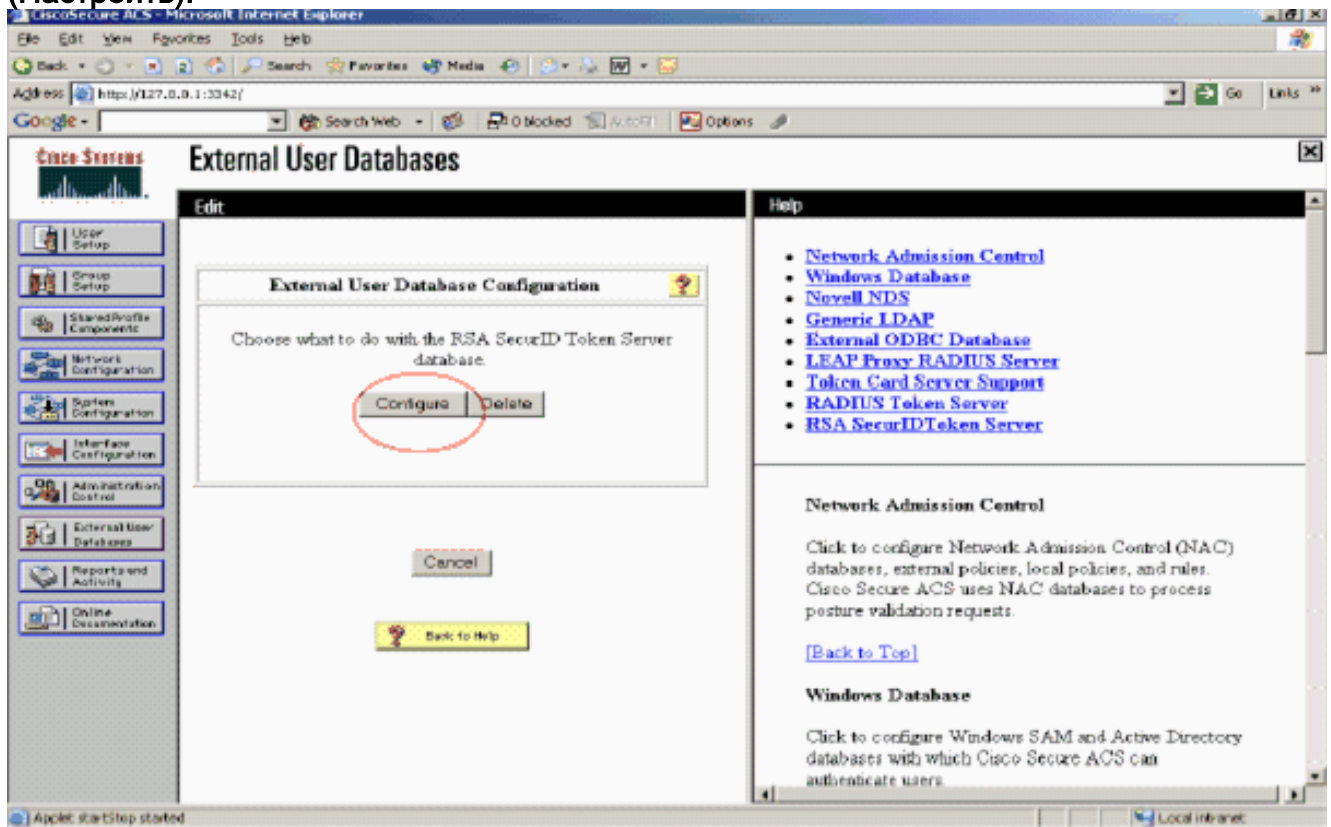 (Настроить).
CiscoSecure ACS - Microsoft Internet Explorer
File Edit View Favorites Tools Help
Back Search Favorites Media
Address http://127.0.0.1:3342/ Go Links »
Google - Search Web 0 blocked AutoFill Options
Cisco Systems
External User Databases
User Setup
Group Setup
Shared Profile Components
Network Configuration
System Configuration
Interface Configuration
Administration Control
External User Databases
Reports and Activity
Online Documentation
Edit
External User Database Configuration
Choose what to do with the RSA SecurID Token Server
database.
Configure Delete
Cancel
Back to Help
Help
• Network Admission Control
• Windows Database
• Novell NDS
• Generic LDAP
• External ODBC Database
• LEAP Proxy RADIUS Server
• Token Card Server Support
• RADIUS Token Server
• RSA SecurIDToken Server
Network Admission Control
Click to configure Network Admission Control (NAC)
databases, external policies, local policies, and rules.
Cisco Secure ACS uses NAC databases to process
posture validation requests.
[Back to Top]
Windows Database
Click to configure Windows SAM and Active Directory
databases with which Cisco Secure ACS can
authenticate users.
Applet startStop started
Local intranet